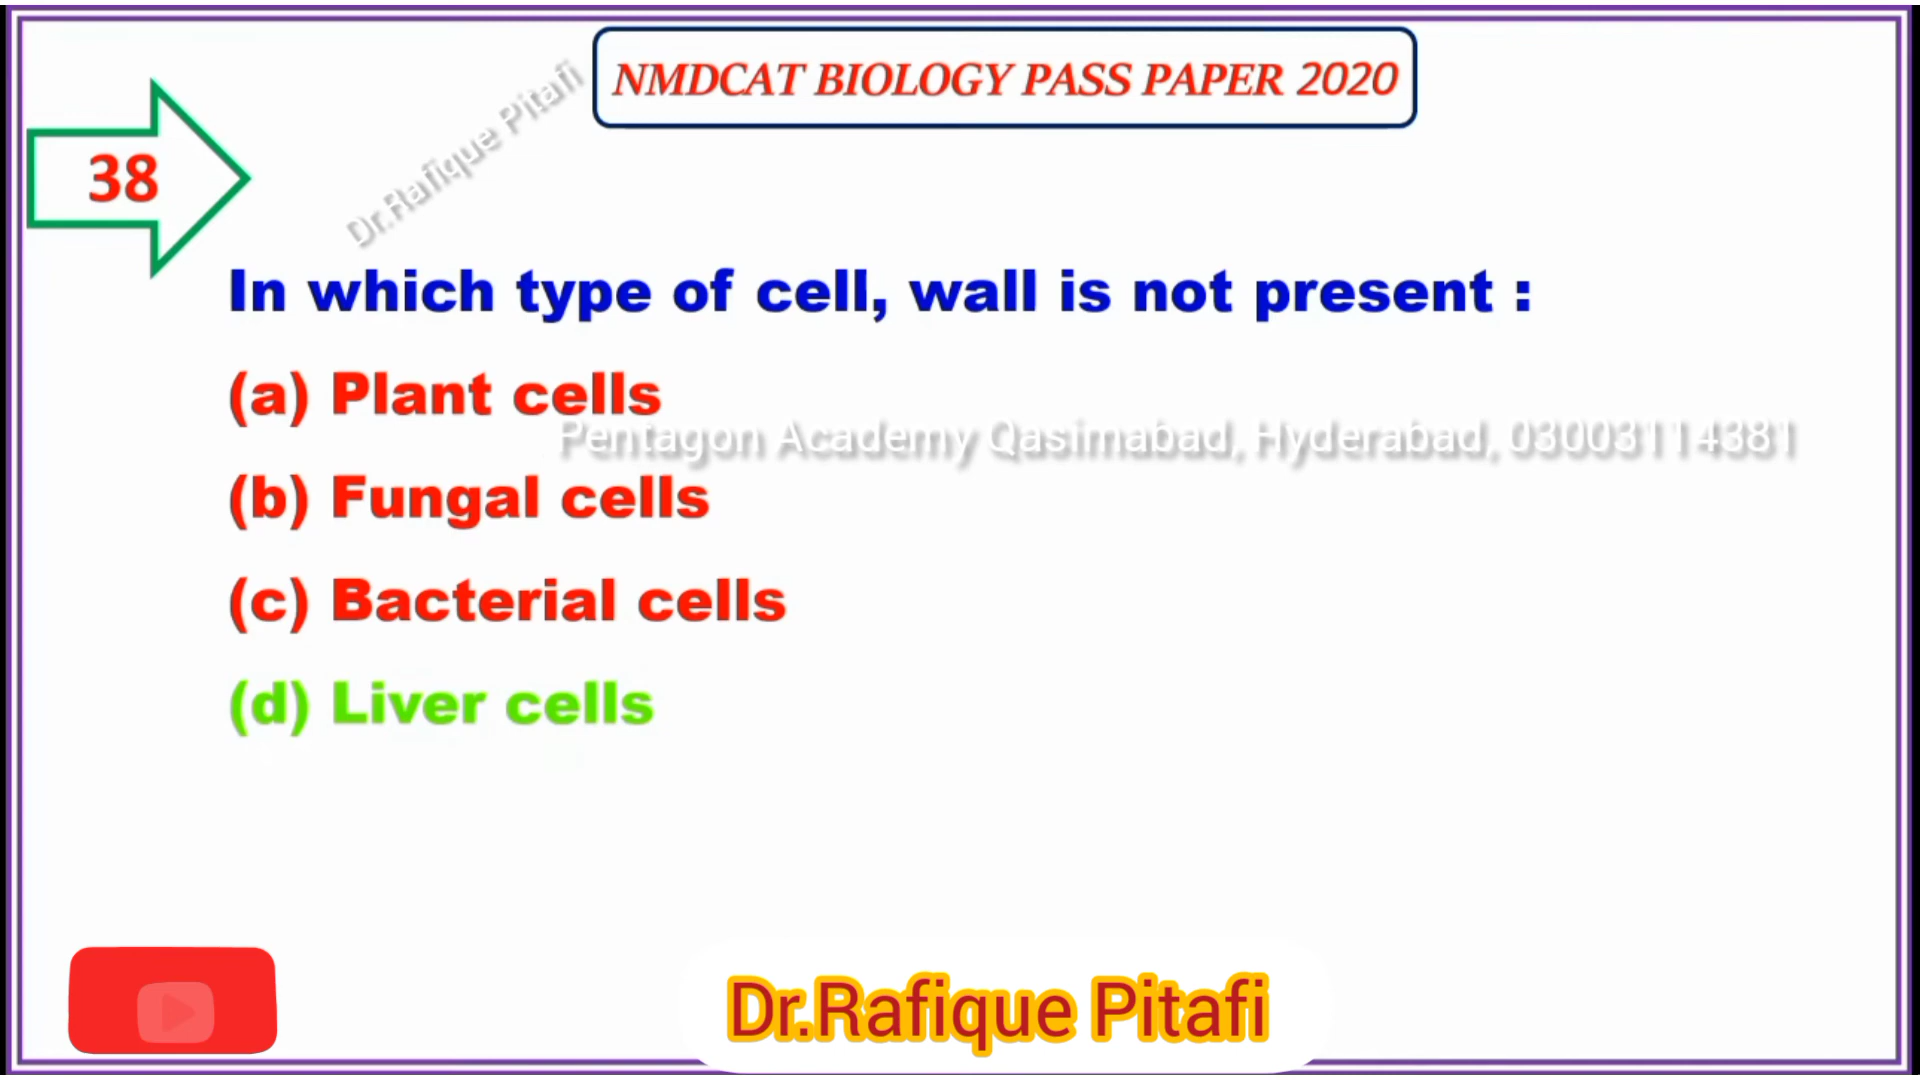 NMDCAT BIOLOGY PASS PAPER 2020
Dr.Rafique Pitafi
38
In which type of cell, wall is not present :
(a) Plant cells
Pentagon Academy Qasimabad, Hyderabad, 03003114381
(b) Fungal cells
(c) Bacterial cells
(d) Liver cells
Dr.Rafique Pitafi